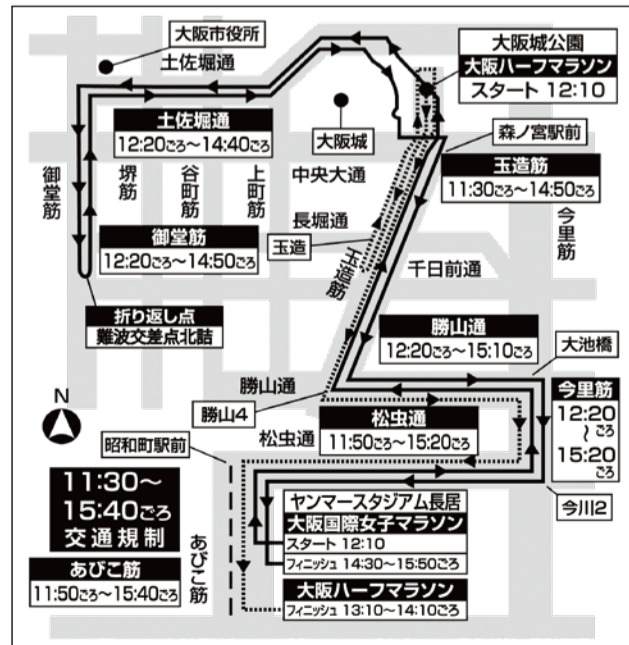 大阪市役所
土佐堀通
大阪城公園
大阪ハーフマラソン
スタート 12:10
土佐堀通
12:20ごろ〜14:40ごろ
大阪城
森ノ宮駅前
玉造筋
11:30ごろ〜14:50ごろ
御堂筋
堺筋
谷町筋
上町筋
中央大通
長堀通
今里筋
御堂筋
12:20ごろ〜14:50ごろ
玉造
玉造筋
千日前通
折り返し点
難波交差点北詰
勝山通
12:20ごろ〜15:10ごろ
大池橋
N
勝山通
勝山4
松虫通
11:50ごろ〜15:20ごろ
今里筋
12:20
ごろ
〜
15:20
ごろ
昭和町駅前
松虫通
11:30〜
15:40ごろ
交通規制
あびこ筋
今川2
ヤンマースタジアム長居
大阪国際女子マラソン
スタート 12:10
フィニッシュ 14:30〜15:50ごろ
あびこ筋
11:50ごろ〜15:40ごろ
大阪ハーフマラソン
フィニッシュ 13:10〜14:10ごろ